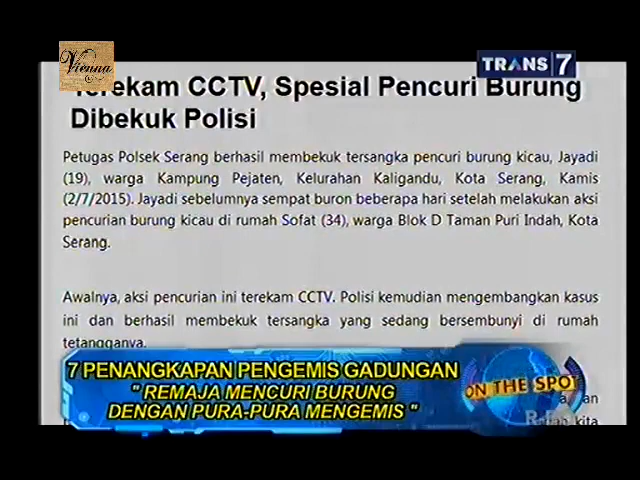 Vienna
TRANS 7
Terekam CCTV, Spesial Pencuri Burung
Dibekuk Polisi
Petugas Polsek Serang berhasil membekuk tersangka pencuri burung kicau, Jayadi
(19), warga Kampung Pejaten, Kelurahan Kaligandu, Kota Serang, Kamis
(2/7/2015). Jayadi sebelumnya sempat buron beberapa hari setelah melakukan aksi
pencurian burung kicau di rumah Sofat (34), warga Blok D Taman Puri Indah, Kota
Serang.
Awalnya, aksi pencurian ini terekam CCTV. Polisi kemudian mengembangkan kasus
ini dan berhasil membekuk tersangka yang sedang bersembunyi di rumah
tetangganya.
7 PENANGKAPAN PENGEMIS GADUNGAN
" REMAJA MENCURI BURUNG
DENGAN PURA-PURA MENGEMIS "
ON THE SPOT
kita